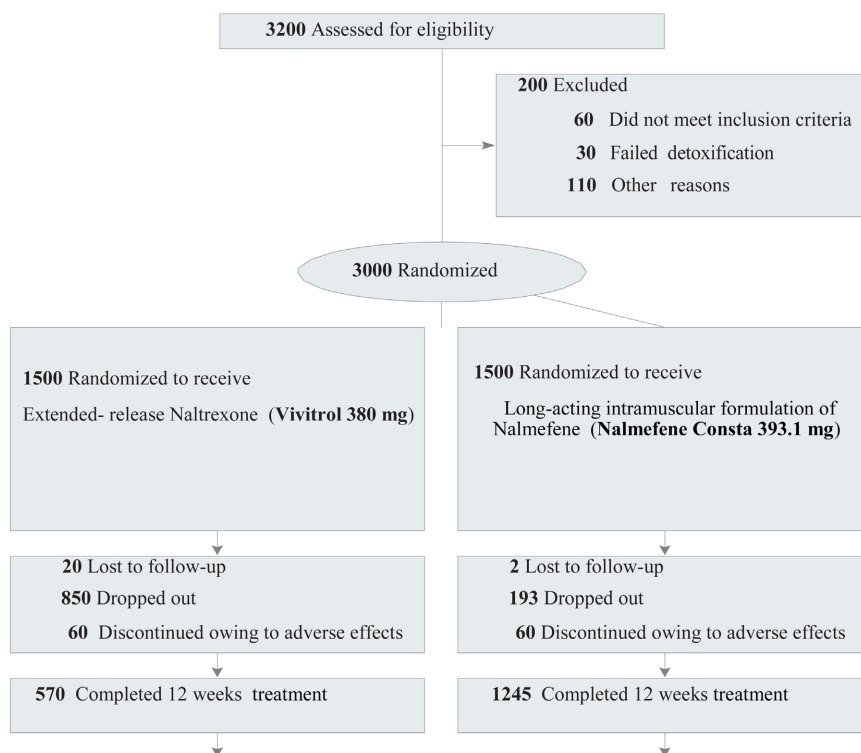 3200 Assessed for eligibility
200 Excluded
60 Did not meet inclusion criteria
30 Failed detoxification
110 Other reasons
3000 Randomized
1500 Randomized to receive
Extended- release Naltrexone (Vivitrol 380 mg)
1500 Randomized to receive
Long-acting intramuscular formulation of
Nalmefene (Nalmefene Consta 393.1 mg)
20 Lost to follow-up
850 Dropped out
60 Discontinued owing to adverse effects
2 Lost to follow-up
193 Dropped out
60 Discontinued owing to adverse effects
570 Completed 12 weeks treatment
1245 Completed 12 weeks treatment